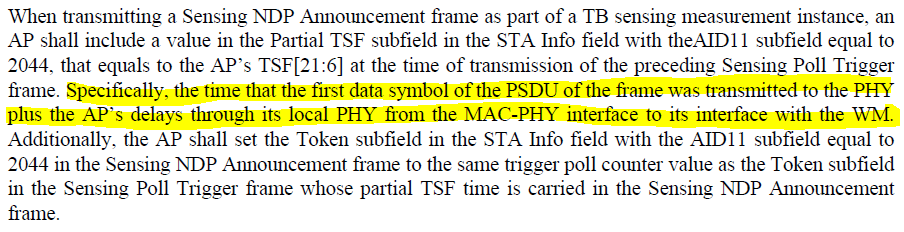 When transmitting a Sensing NDP Announcement frame as part of a TB sensing measurement instance, an
AP shall include a value in the Partial TSF subfield in the STA Info field with theAID11 subfield equal to
2044, that equals to the AP’s TSF[21:6] at the time of transmission of the preceding Sensing Poll Trigger
frame. Specifically, the time that the first data symbol of the PSDU of the frame was transmitted to the PHY
plus the AP’s delays through its local PHY from the MAC-PHY interface to its interface with the WM.
Additionally, the AP shall set the Token subfield in the STA Info field with the AID11 subfield equal to
2044 in the Sensing NDP Announcement frame to the same trigger poll counter value as the Token subfield
in the Sensing Poll Trigger frame whose partial TSF time is carried in the Sensing NDP Announcement
frame.